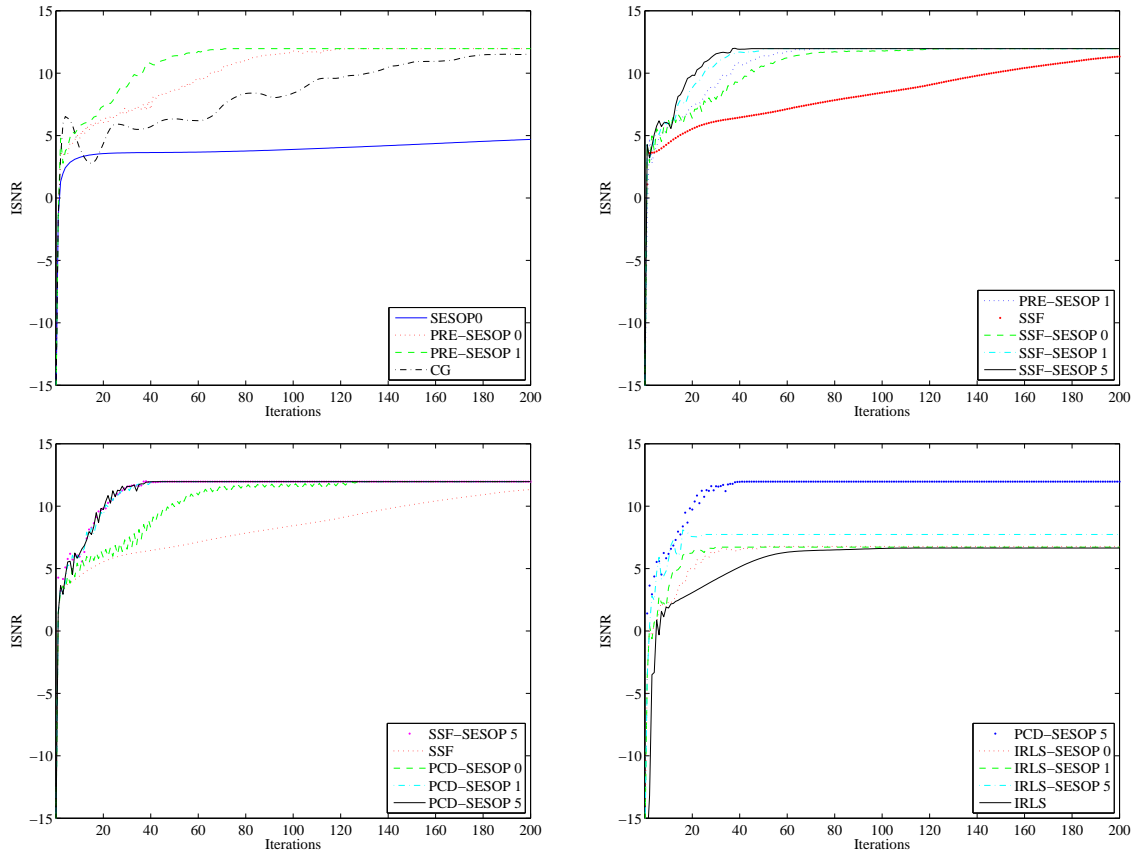 15
10
5
0
−5
−10
−15
ISNR
20 40 60 80 100 120 140 160 180 200
Iterations
SESOP0
PRE−SESOP 0
PRE−SESOP 1
CG
15
10
5
0
−5
−10
−15
ISNR
20 40 60 80 100 120 140 160 180 200
Iterations
PRE−SESOP 1
SSF
SSF−SESOP 0
SSF−SESOP 1
SSF−SESOP 5
15
10
5
0
−5
−10
−15
ISNR
20 40 60 80 100 120 140 160 180 200
Iterations
SSF−SESOP 5
SSF
PCD−SESOP 0
PCD−SESOP 1
PCD−SESOP 5
15
10
5
0
−5
−10
−15
ISNR
20 40 60 80 100 120 140 160 180 200
Iterations
PCD−SESOP 5
IRLS−SESOP 0
IRLS−SESOP 1
IRLS−SESOP 5
IRLS